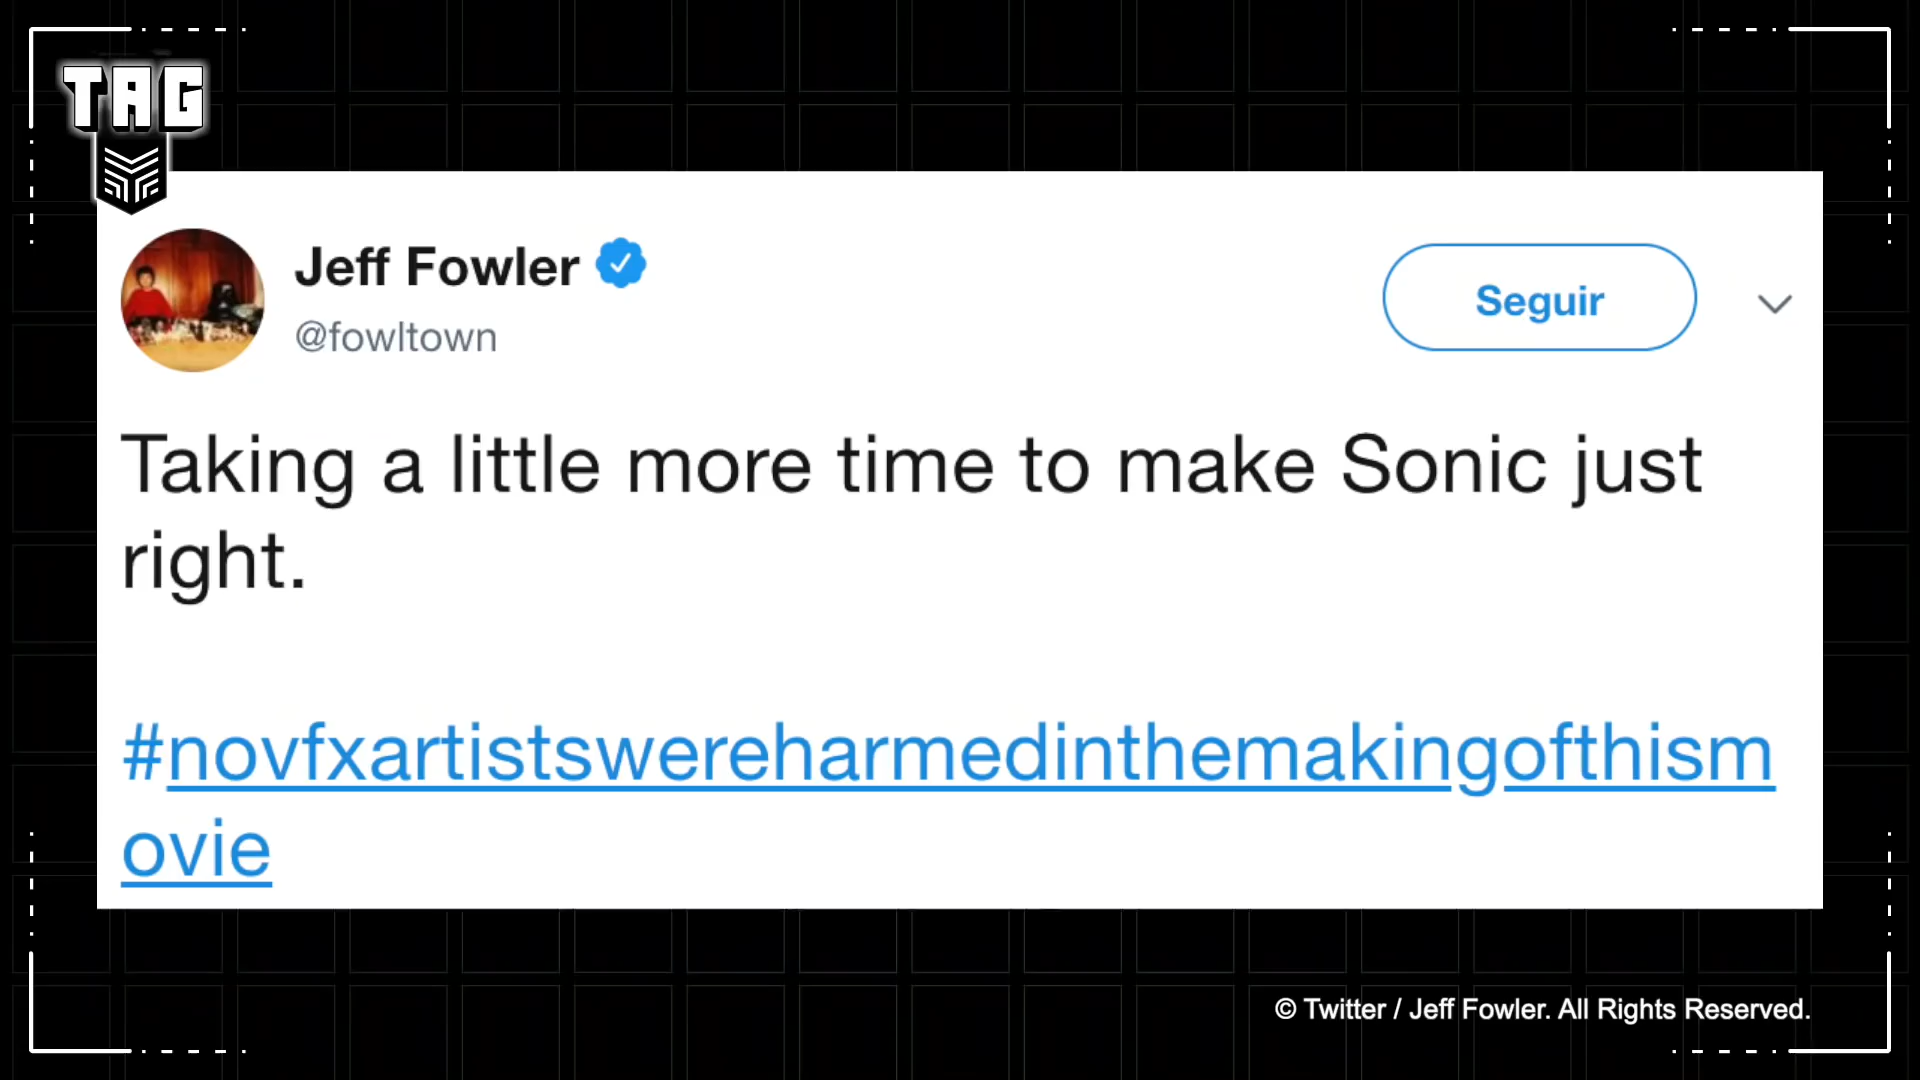 TAG
Jeff Fowler
@fowltown
Seguir
Taking a little more time to make Sonic just
right.
#novfxartistswereharmedinthemakingofthism
ovie
© Twitter / Jeff Fowler. All Rights Reserved.